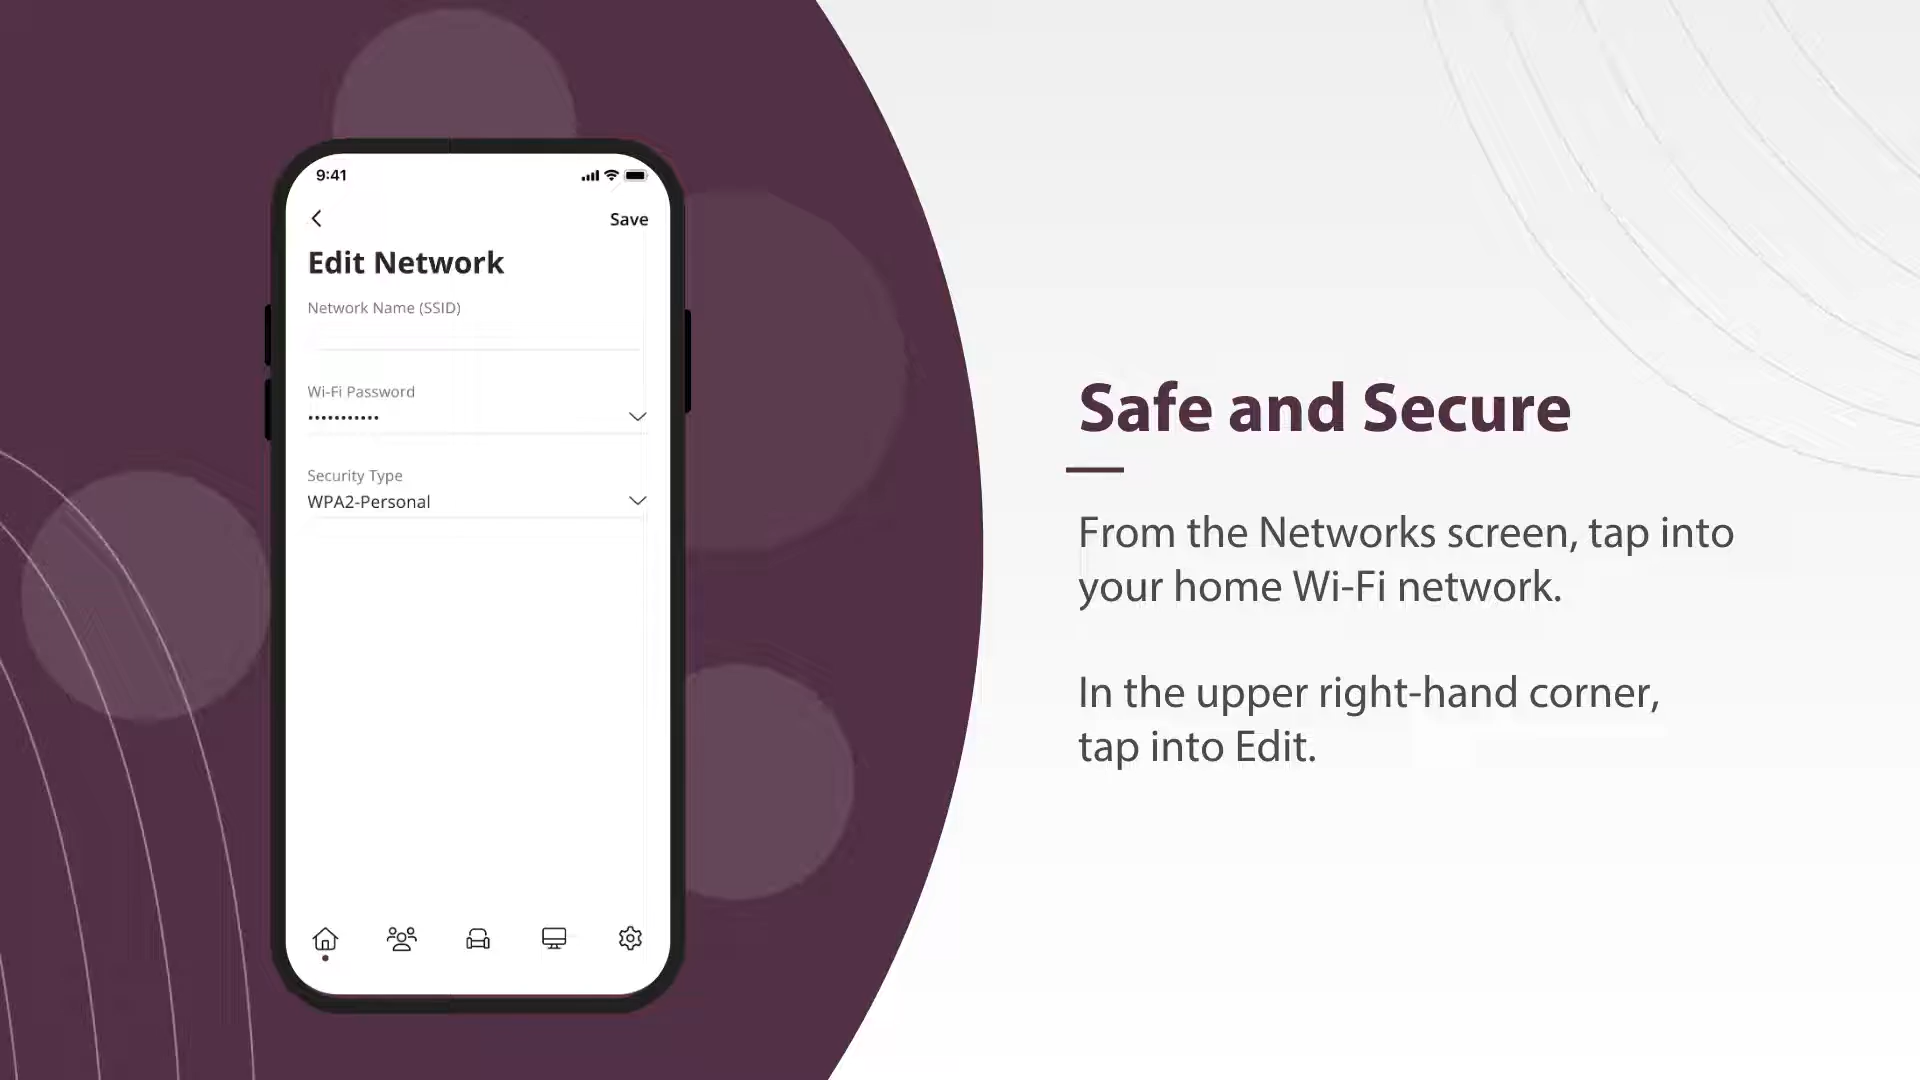 9:41
Save
Edit Network
Network Name (SSID)
Wi-Fi Password
•••••••••••
Security Type
WPA2-Personal
Safe and Secure
From the Networks screen, tap into
your home Wi-Fi network.
In the upper right-hand corner,
tap into Edit.